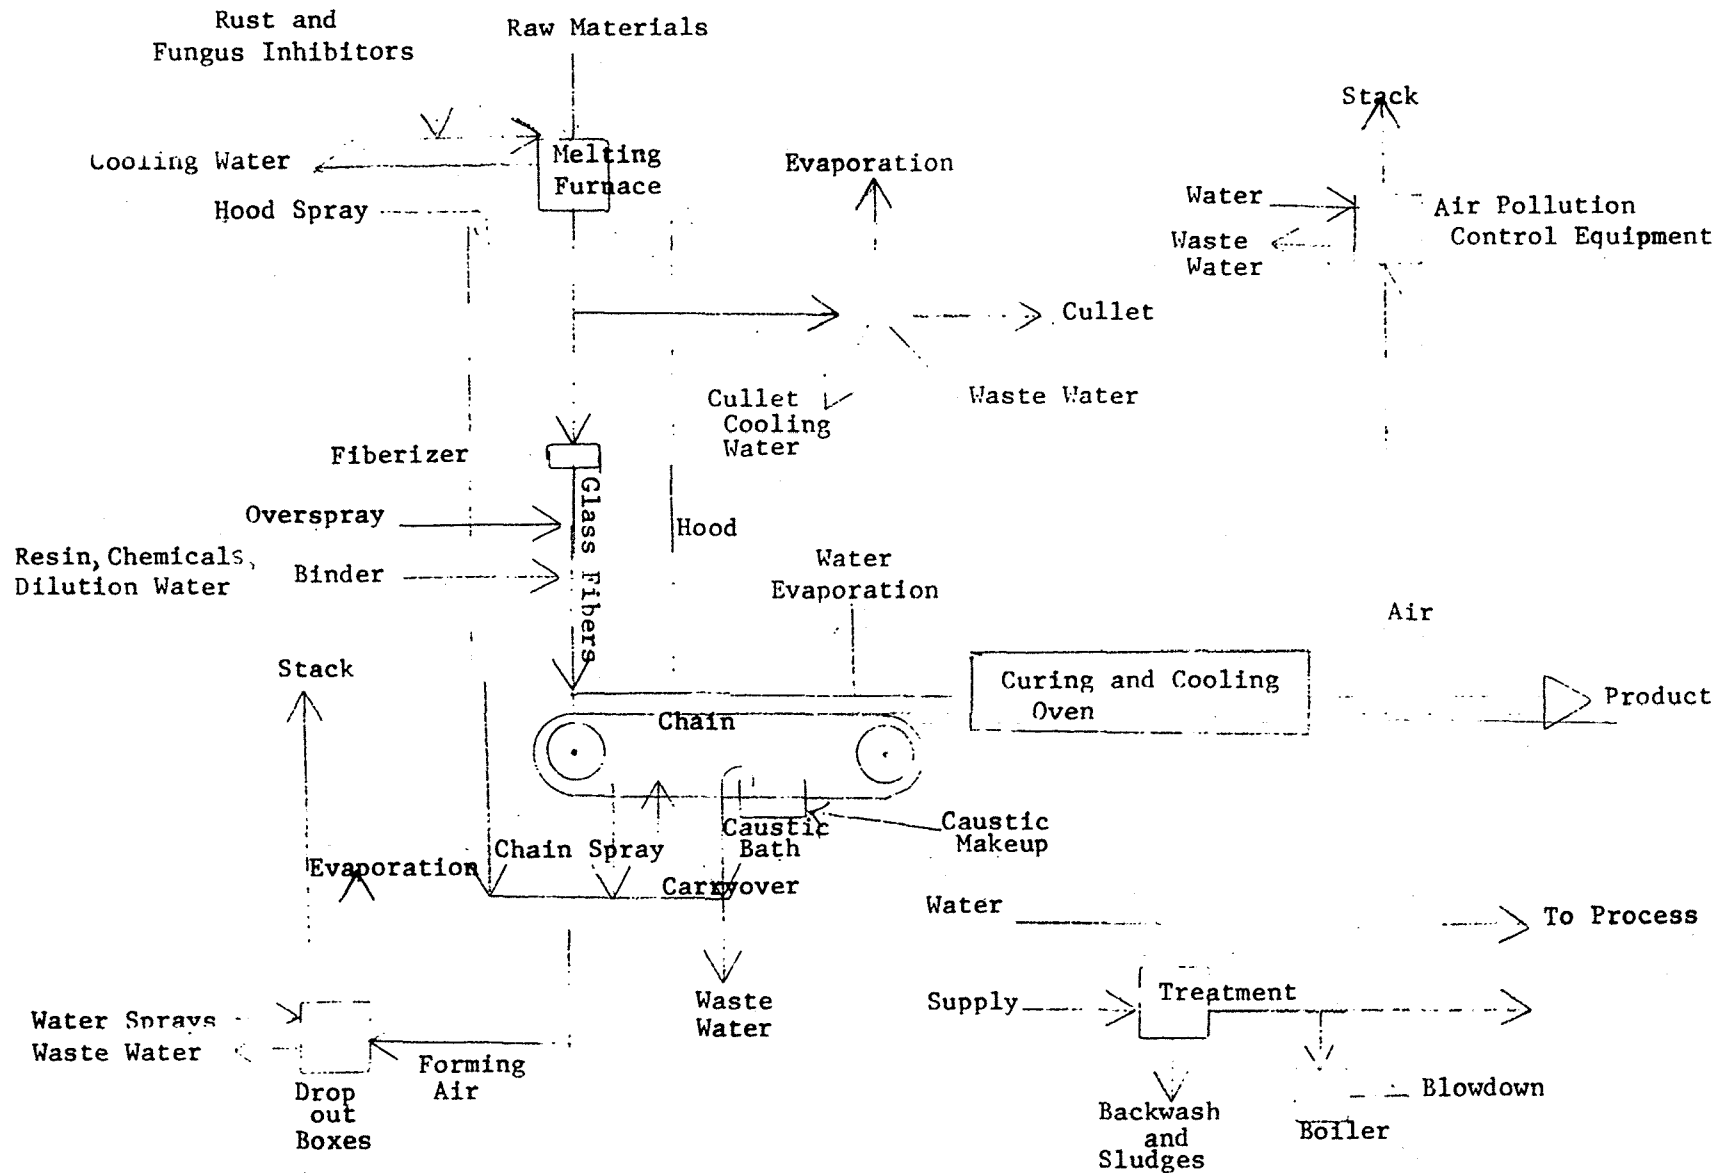 Rust and
Fungus Inhibitors
Raw Materials
Stack
Cooling Water
Melting
Furnace
Evaporation
Hood Spray
Water
Waste
Water
Air Pollution
Control Equipment
Cullet
Cullet
Cooling
Water
Waste Water
Fiberizer
Glass Fibers
Overspray
Hood
Resin, Chemicals,
Dilution Water
Binder
Water
Evaporation
Air
Stack
Curing and Cooling
Oven
Product
Chain
Caustic
Bath
Caustic
Makeup
Chain Spray
Evaporation
Carryover
Water
To Process
Waste
Water
Supply
Treatment
Water Sprays
Waste Water
Forming
Air
Drop
out
Boxes
Backwash
and
Sludges
Blowdown
Boiler